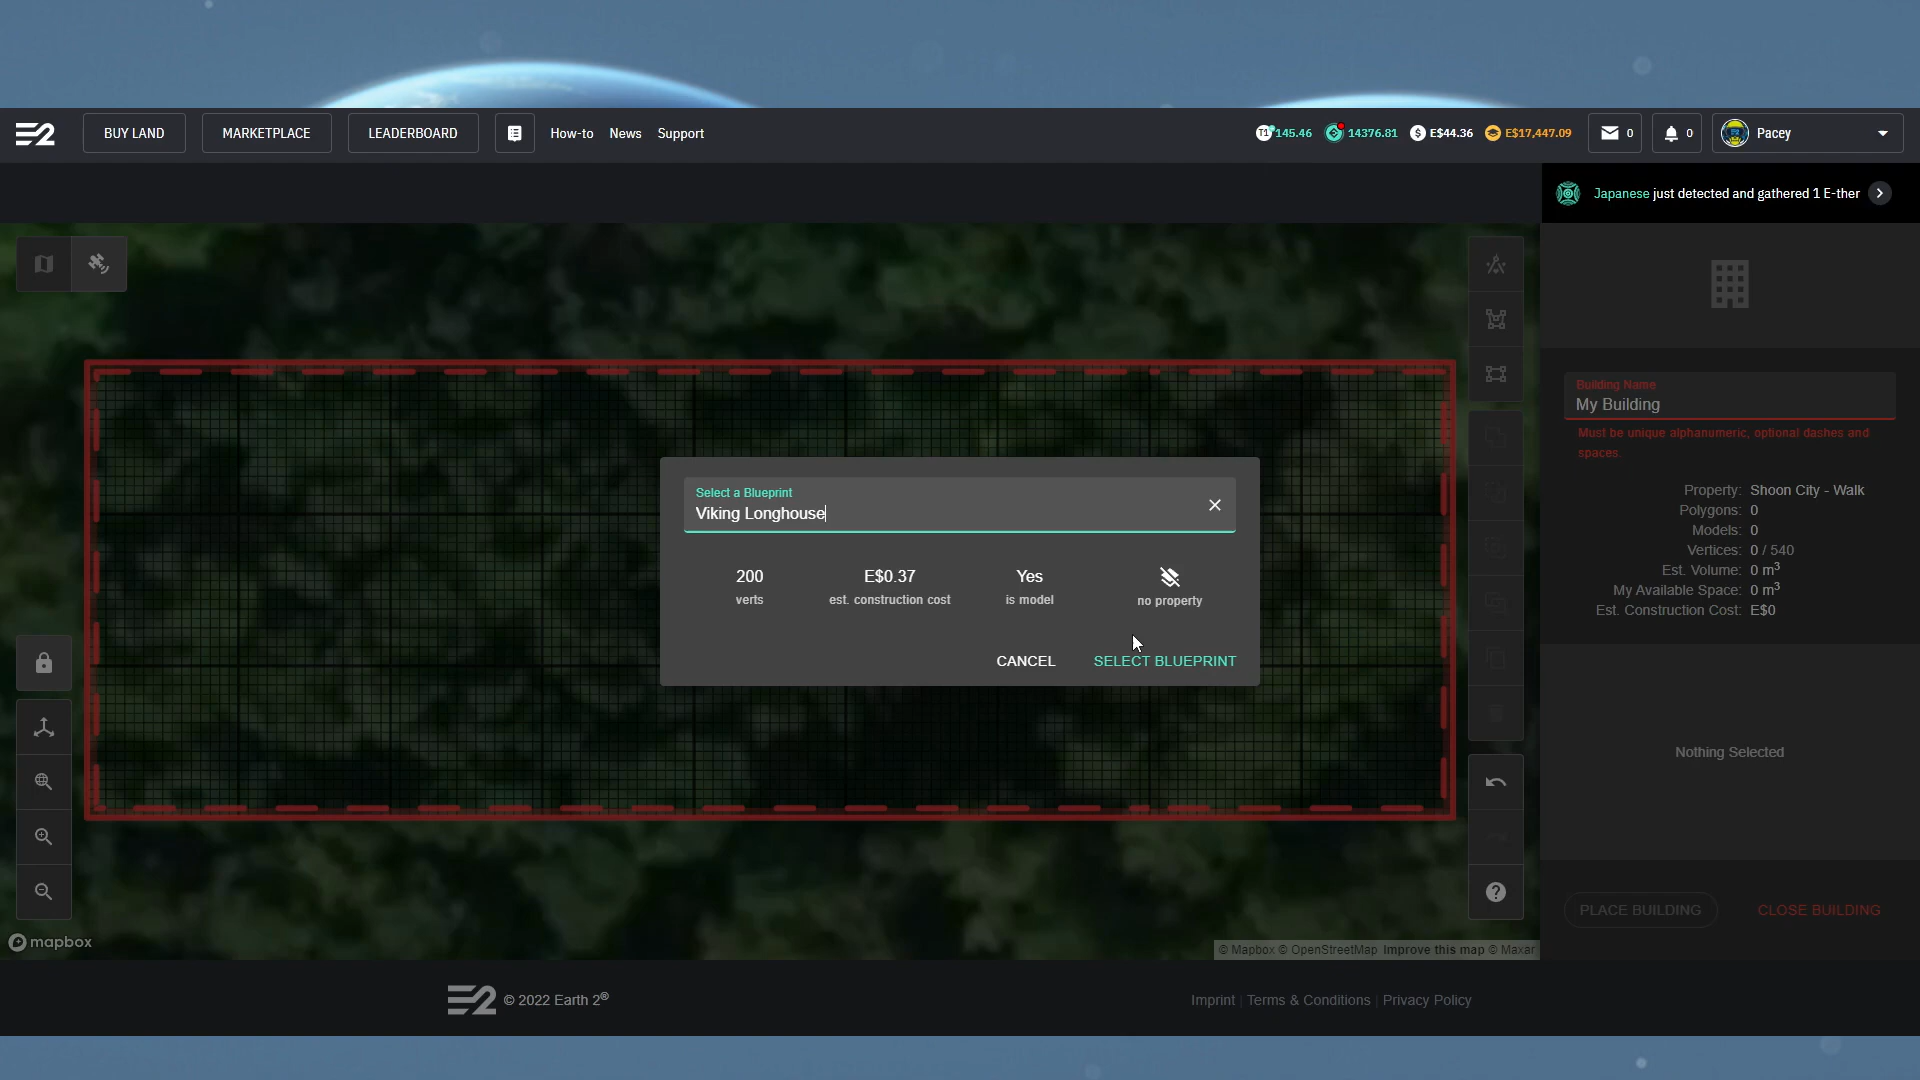 BUY LAND
MARKETPLACE
LEADERBOARD
How-to
News
Support
T1
145.46
14376.81
E$44.36
E$17,447.09
0
0
Pacey
Japanese just detected and gathered 1 E-ther
Building Name
My Building
Must be unique alphanumeric, optional dashes and
spaces.
Select a Blueprint
Viking Longhouse
200
E$0.37
Yes
verts
est. construction cost
is model
no property
CANCEL
SELECT BLUEPRINT
Property: Shoon City - Walk
Polygons: 0
Models: 0
Vertices: 0 / 540
Est. Volume: 0 m³
My Available Space: 0 m³
Est. Construction Cost: E$0
Nothing Selected
PLACE BUILDING
CLOSE BUILDING
mapbox
© Mapbox © OpenStreetMap Improve this map © Maxar
© 2022 Earth 2®
Imprint | Terms & Conditions | Privacy Policy